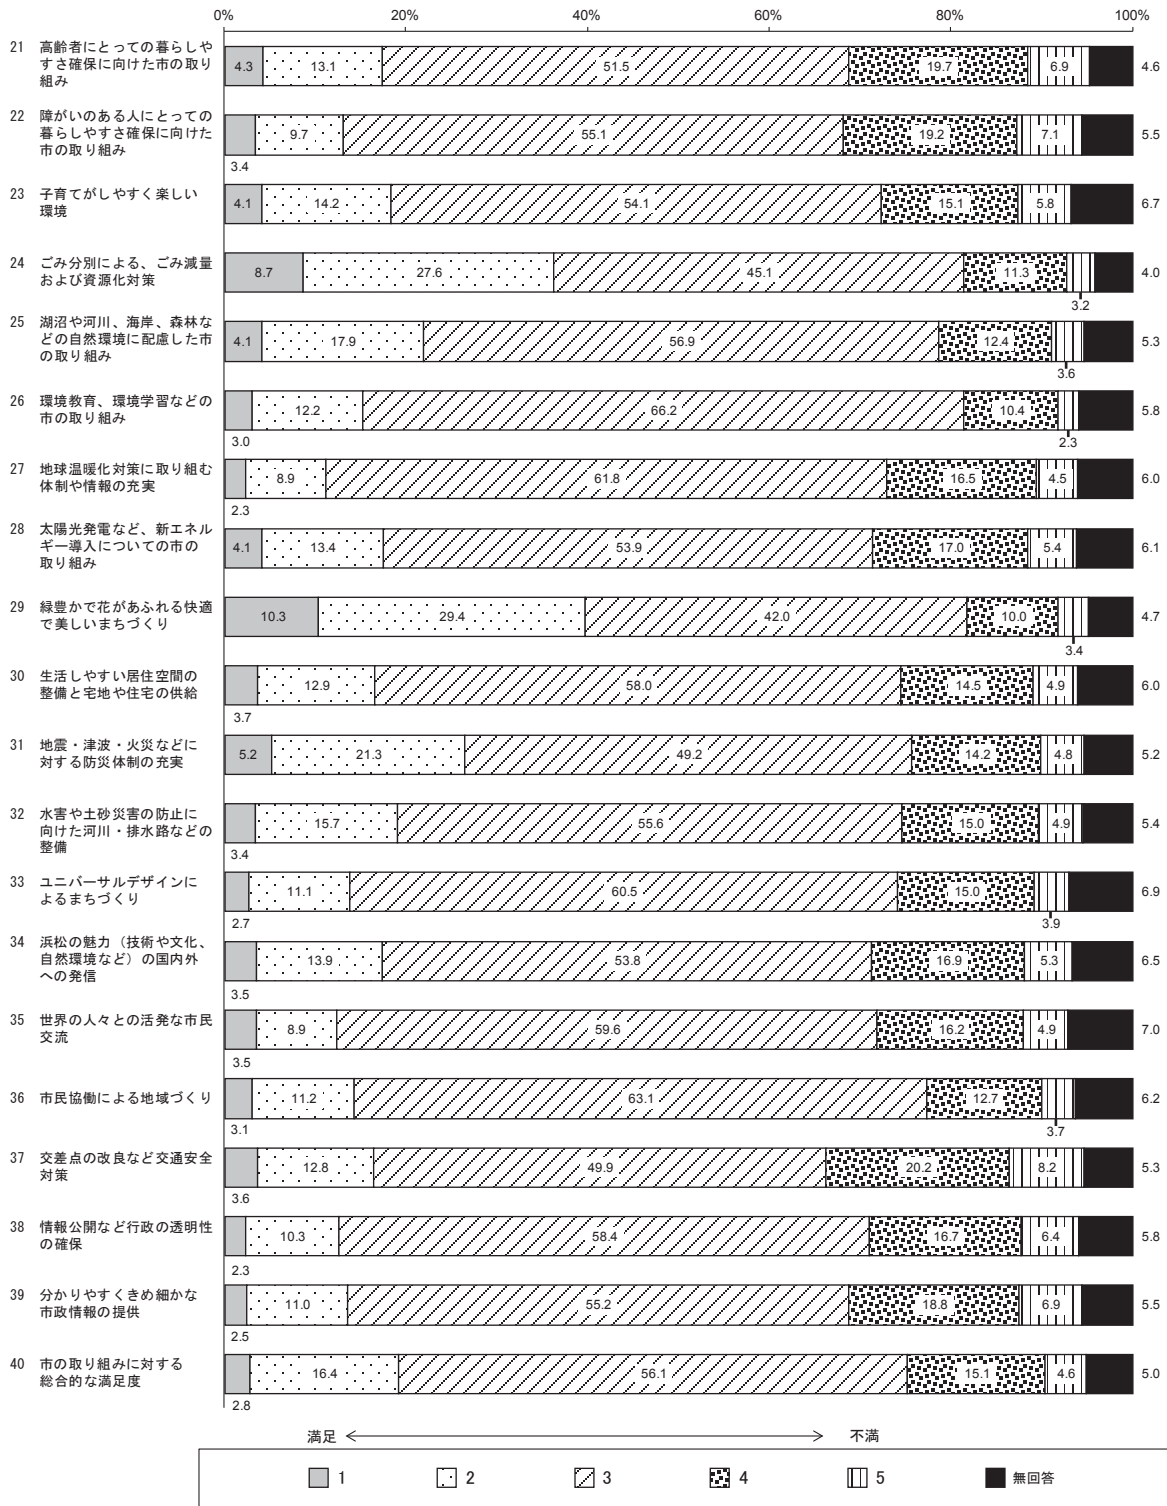 0% 20% 40% 60% 80% 100%
21 高齢者にとっての暮らしや
すさ確保に向けた市の取り
組み
4.3 13.1 51.5 19.7 6.9 4.6
22 障がいのある人にとっての
暮らしやすさ確保に向けた
市の取り組み
9.7 55.1 19.2 7.1 5.5
3.4
23 子育てがしやすく楽しい
環境
4.1 14.2 54.1 15.1 5.8 6.7
24 ごみ分別による、ごみ減量
および資源化対策
8.7 27.6 45.1 11.3 4.0
3.2
25 湖沼や河川、海岸、森林な
どの自然環境に配慮した市
の取り組み
4.1 17.9 56.9 12.4 5.3
3.6
26 環境教育、環境学習などの
市の取り組み
12.2 66.2 10.4 5.8
3.0 2.3
27 地球温暖化対策に取り組む
体制や情報の充実
8.9 61.8 16.5 4.5 6.0
2.3
28 太陽光発電など、新エネル
ギー導入についての市の
取り組み
4.1 13.4 53.9 17.0 5.4 6.1
29 緑豊かで花があふれる快適
で美しいまちづくり
10.3 29.4 42.0 10.0 4.7
3.4
30 生活しやすい居住空間の
整備と宅地や住宅の供給
12.9 58.0 14.5 4.9 6.0
3.7
31 地震・津波・火災などに
対する防災体制の充実
5.2 21.3 49.2 14.2 4.8 5.2
32 水害や土砂災害の防止に
向けた河川・排水路などの
整備
15.7 55.6 15.0 4.9 5.4
3.4
33 ユニバーサルデザインに
よるまちづくり
11.1 60.5 15.0 6.9
2.7 3.9
34 浜松の魅力（技術や文化、
自然環境など）の国内外
への発信
13.9 53.8 16.9 5.3 6.5
3.5
35 世界の人々との活発な市民
交流
8.9 59.6 16.2 4.9 7.0
3.5
36 市民協働による地域づくり
11.2 63.1 12.7 6.2
3.1 3.7
37 交差点の改良など交通安全
対策
12.8 49.9 20.2 8.2 5.3
3.6
38 情報公開など行政の透明性
の確保
10.3 58.4 16.7 6.4 5.8
2.3
39 分かりやすくきめ細かな
市政情報の提供
11.0 55.2 18.8 6.9 5.5
2.5
40 市の取り組みに対する
総合的な満足度
16.4 56.1 15.1 4.6 5.0
2.8
満足 不満
1 2 3 4 5 無回答